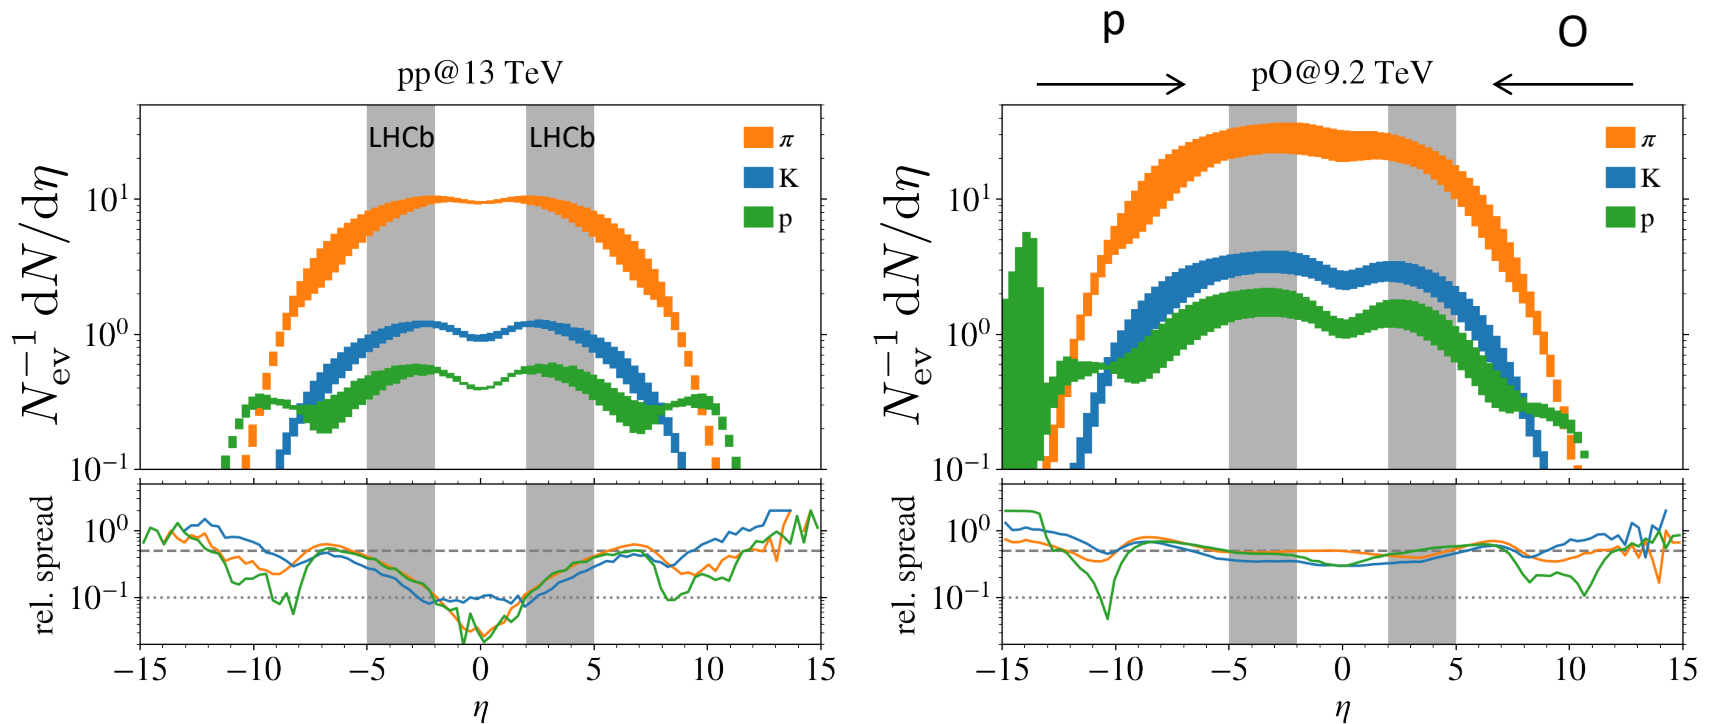 p
O
pp@13 TeV
pO@9.2 TeV
LHCb
LHCb
π
K
p
π
K
p
N_ev^−1 dN/dη
10^1
10^0
10^−1
N_ev^−1 dN/dη
10^1
10^0
10^−1
rel. spread
10^0
10^−1
rel. spread
10^0
10^−1
−15 −10 −5 0 5 10 15
η
−15 −10 −5 0 5 10 15
η